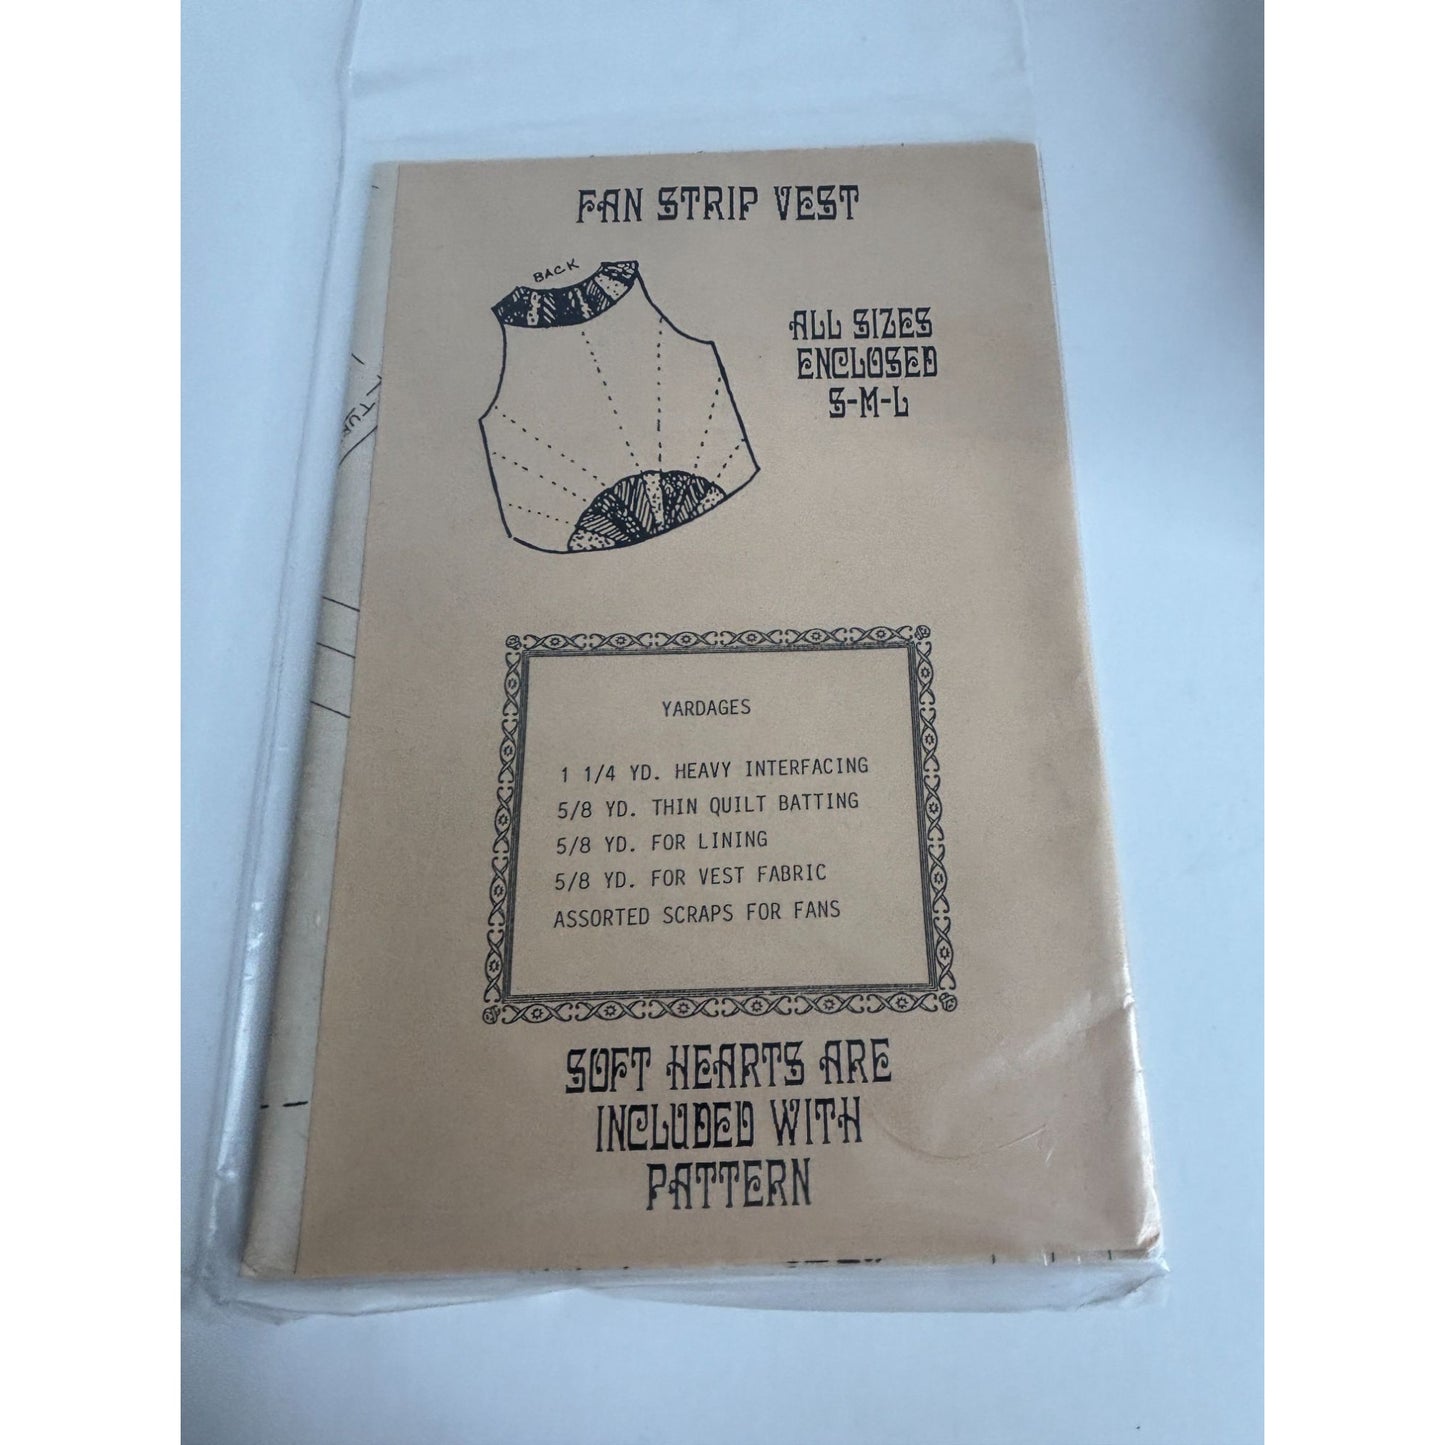 FAN STRIP VEST
BACK
ALL SIZES
ENCLOSED
S-M-L
YARDAGES
1 1/4 YD. HEAVY INTERFACING
5/8 YD. THIN QUILT BATTING
5/8 YD. FOR LINING
5/8 YD. FOR VEST FABRIC
ASSORTED SCRAPS FOR FANS
SOFT HEARTS ARE
INCLUDED WITH
PATTERN